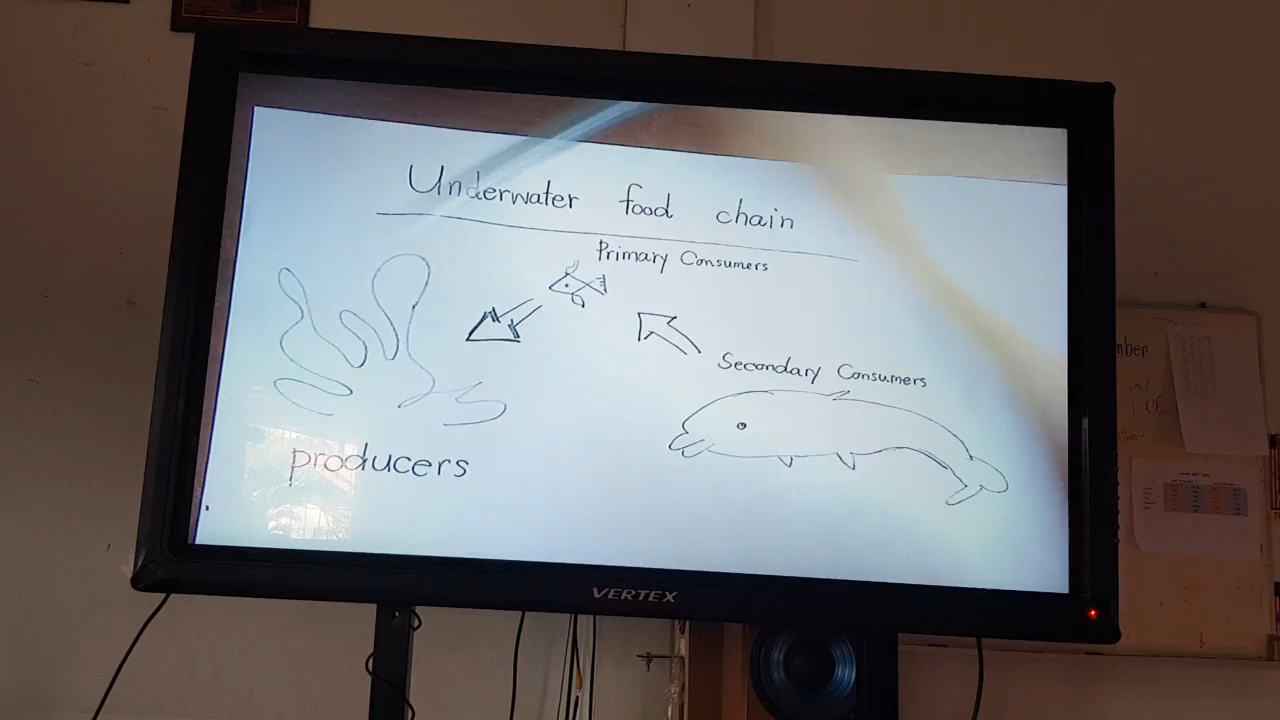 Underwater food chain
Primary Consumers
Secondary Consumers
producers
VERTEX